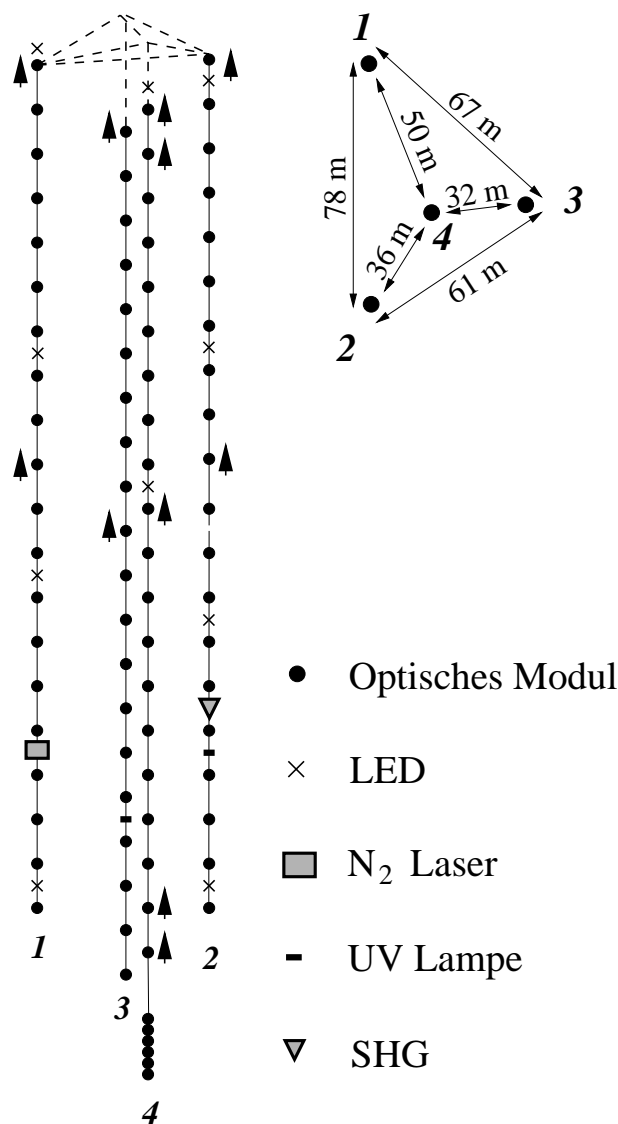 1
67 m
50 m
78 m
32 m
3
4
36 m
61 m
2
Optisches Modul
LED
N₂ Laser
UV Lampe
SHG
1
2
3
4